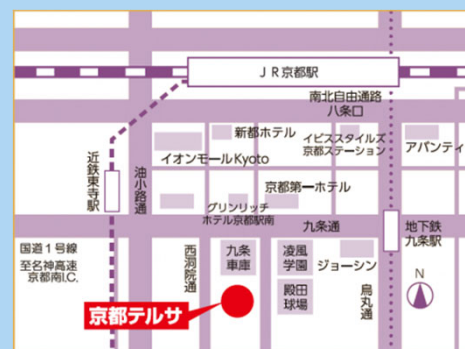 JR京都駅
南北自由通路
八条口
新都ホテル
イビススタイルズ
京都ステーション
アバンティ
イオンモールKyoto
近鉄東寺駅
油小路通
京都第一ホテル
グリンリッチ
ホテル京都駅南
九条通
地下鉄
九条駅
国道1号線
至名神高速
京都南I.C.
西洞院通
九条
車庫
凌風
学園
ジョーシン
殿田
球場
烏丸通
N
京都テルサ